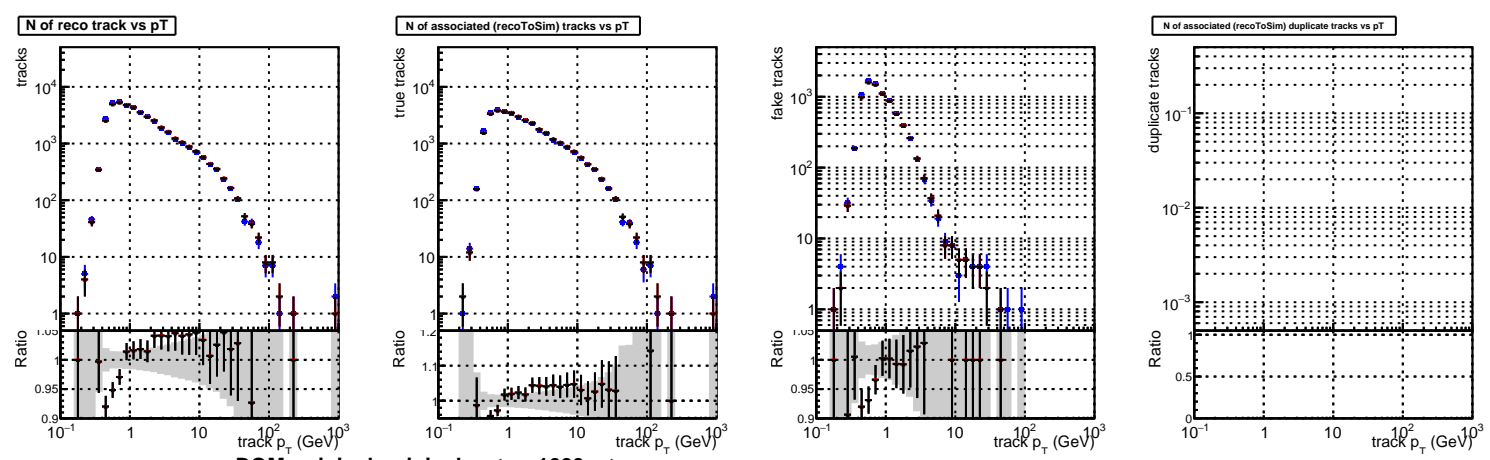 N of reco track vs pT
N of associated (recoToSim) tracks vs pT
N of associated (recoToSim) duplicate tracks vs pT
tracks
10⁴
10³
10²
10
1
Ratio
1.05
1
0.95
0.9
10⁻¹ 1 10 10² 10³
track p_T (GeV)
true tracks
10⁴
10³
10²
10
1
Ratio
1.2
1.1
1
10⁻¹ 1 10 10² 10³
track p_T (GeV)
fake tracks
10³
10²
10
1
Ratio
1.05
1
0.95
0.9
10⁻¹ 1 10 10² 10³
track p_T (GeV)
duplicate tracks
10⁻¹
10⁻²
10⁻³
Ratio
1
0.5
0
10⁻¹ 1 10 10² 10³
track p_T (GeV)